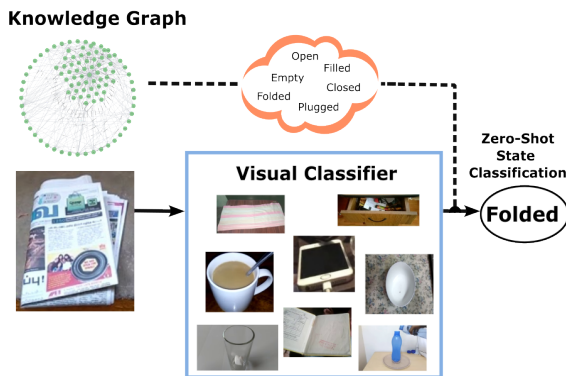 Knowledge Graph
Open
Filled
Empty
Closed
Folded
Plugged
Zero-Shot
State
Classification
Visual Classifier
Folded